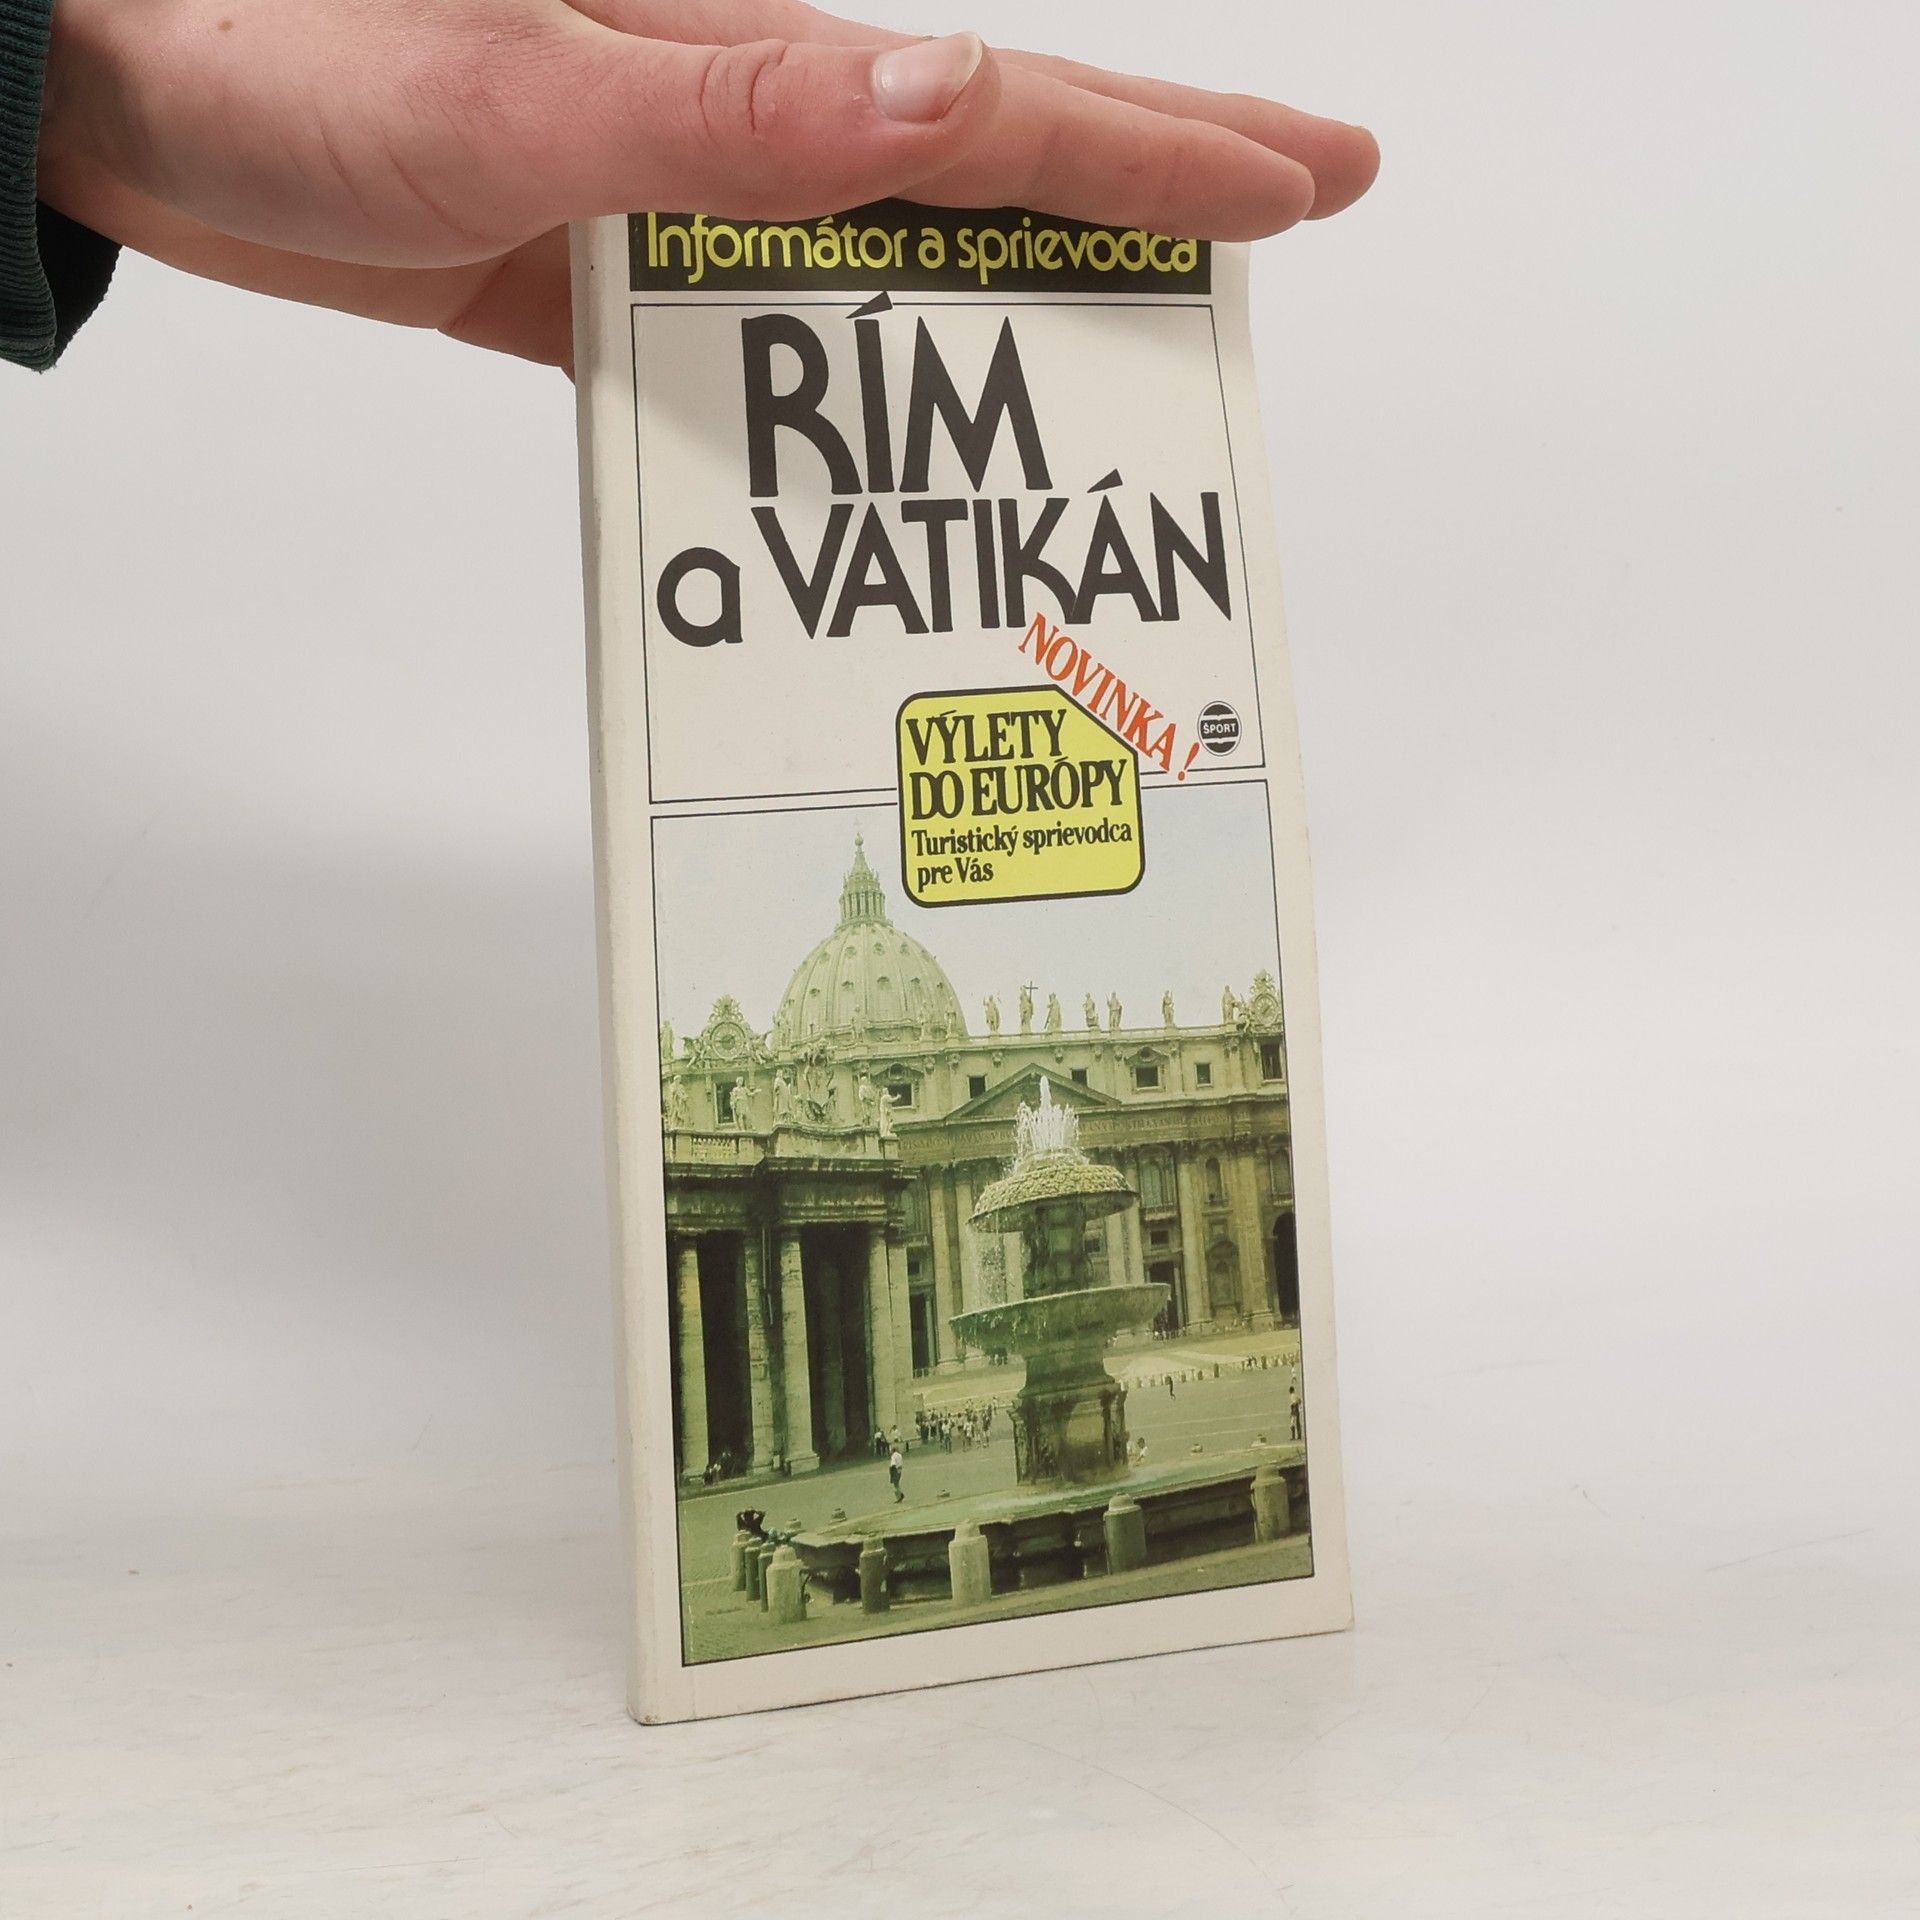 Informátor a sprievodca
RÍM
a VATIKÁN
NOVINKA!
ŠPORT
VÝLETY
DO EURÓPY
Turistický sprievodca
pre Vás